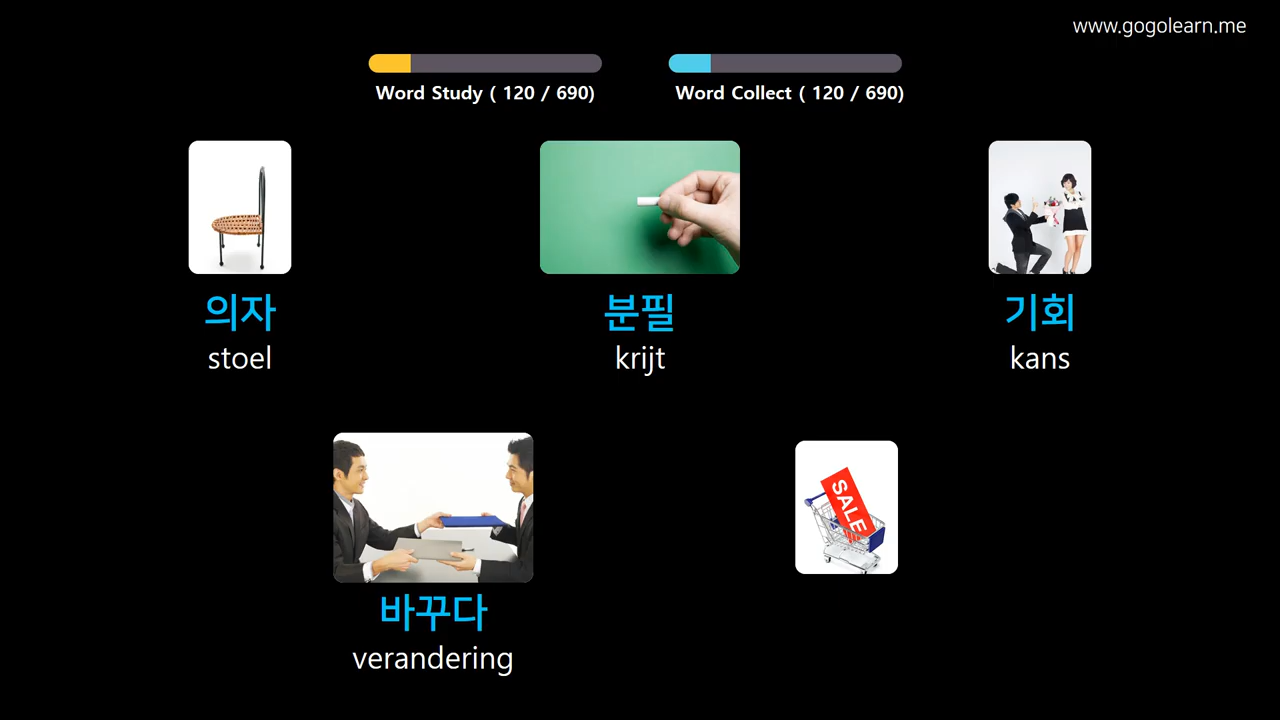 www.gogolearn.me
Word Study ( 120 / 690)
Word Collect ( 120 / 690)
의자
stoel
분필
krijt
기회
kans
바꾸다
verandering
SALE